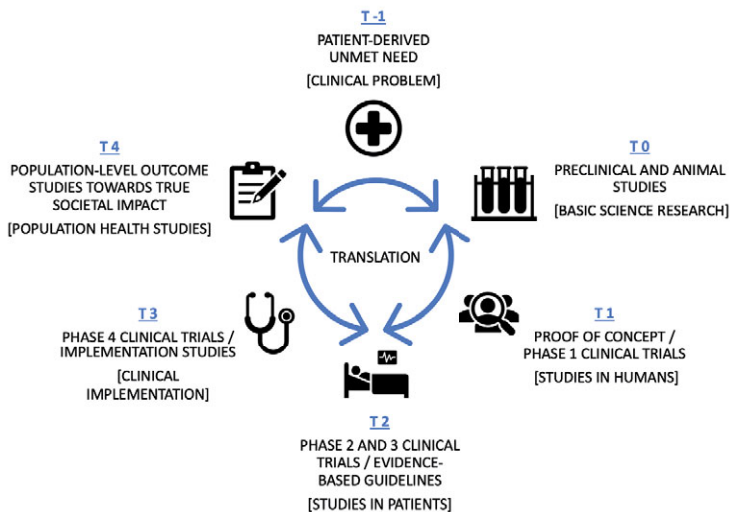 T -1
PATIENT-DERIVED
UNMET NEED
[CLINICAL PROBLEM]
T 0
PRECLINICAL AND ANIMAL
STUDIES
[BASIC SCIENCE RESEARCH]
T 1
PROOF OF CONCEPT /
PHASE 1 CLINICAL TRIALS
[STUDIES IN HUMANS]
T 2
PHASE 2 AND 3 CLINICAL
TRIALS / EVIDENCE-
BASED GUIDELINES
[STUDIES IN PATIENTS]
T 3
PHASE 4 CLINICAL TRIALS /
IMPLEMENTATION STUDIES
[CLINICAL
IMPLEMENTATION]
T 4
POPULATION-LEVEL OUTCOME
STUDIES TOWARDS TRUE
SOCIETAL IMPACT
[POPULATION HEALTH STUDIES]
TRANSLATION